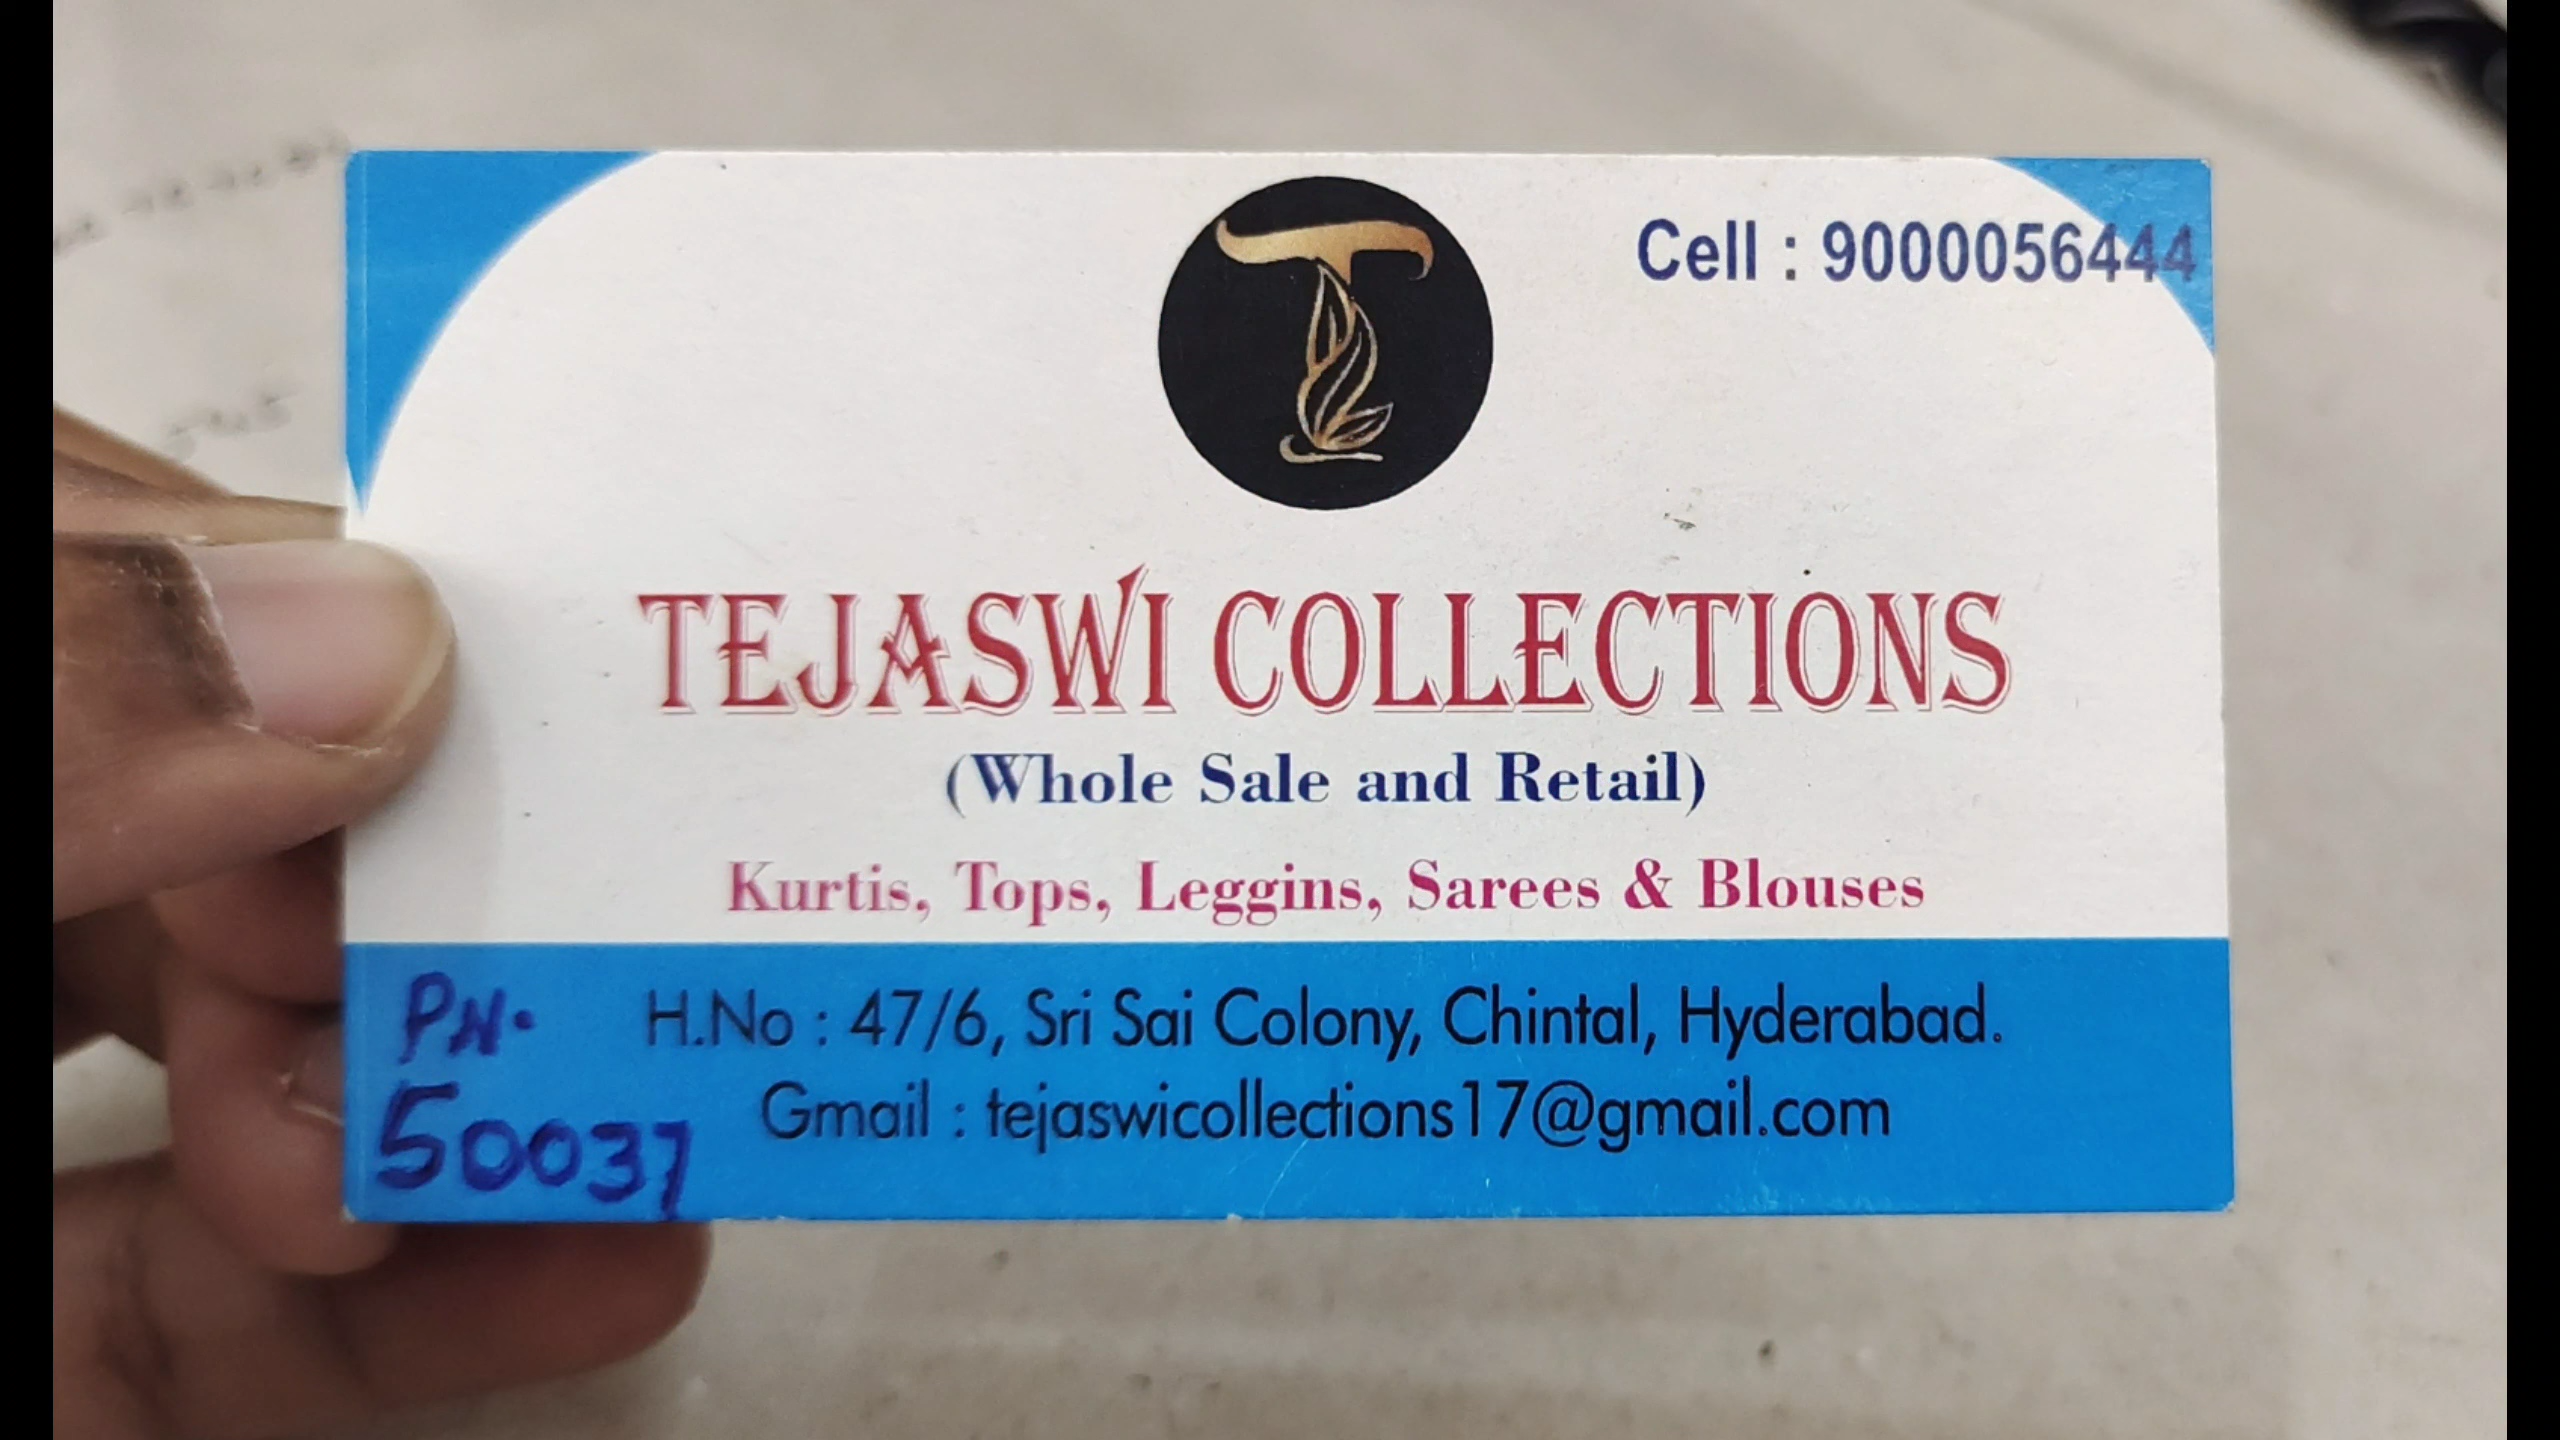 Cell : 9000056444
TEJASWI COLLECTIONS
(Whole Sale and Retail)
Kurtis, Tops, Leggins, Sarees & Blouses
H.No : 47/6, Sri Sai Colony, Chintal, Hyderabad.
Gmail : tejaswicollections17@gmail.com
PN.
50037